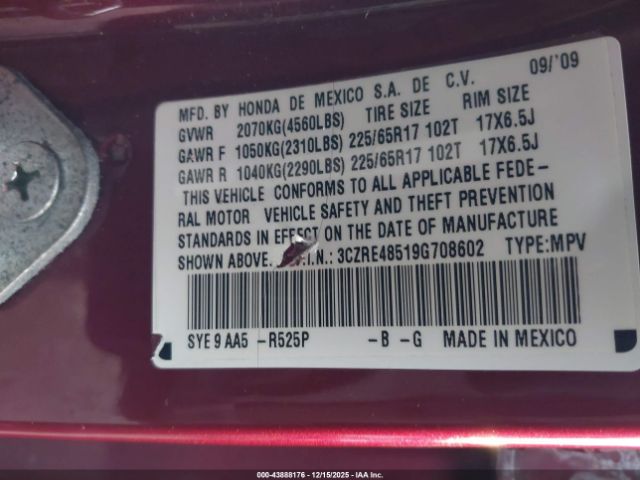 MFD. BY HONDA DE MEXICO S.A. DE C.V. 09/'09
GVWR 2070KG(4560LBS) TIRE SIZE RIM SIZE
GAWR F 1050KG(2310LBS) 225/65R17 102T 17X6.5J
GAWR R 1040KG(2290LBS) 225/65R17 102T 17X6.5J
THIS VEHICLE CONFORMS TO ALL APPLICABLE FEDE-
RAL MOTOR VEHICLE SAFETY AND THEFT PREVENTION
STANDARDS IN EFFECT ON THE DATE OF MANUFACTURE
SHOWN ABOVE. V.I.N.: 3CZRE48519G708602 TYPE:MPV
SYE 9 AA5 -R525P -B -G MADE IN MEXICO
000-43888176 - 12/15/2025 - IAA Inc.